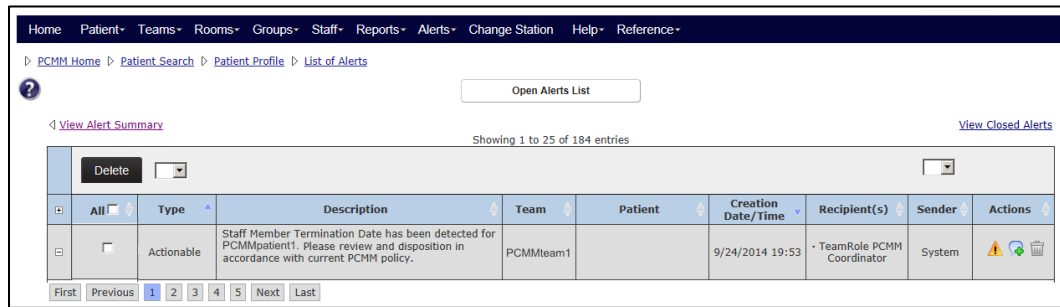 Home Patient Teams Rooms Groups Staff Reports Alerts Change Station Help Reference
PCMM Home Patient Search Patient Profile List of Alerts
?
Open Alerts List
View Alert Summary
View Closed Alerts
Showing 1 to 25 of 184 entries
Delete
All Type Description Team Patient Creation Date/Time Recipient(s) Sender Actions
Actionable
Staff Member Termination Date has been detected for
PCMMpatient1. Please review and disposition in
accordance with current PCMM policy.
PCMMteam1
9/24/2014 19:53
· TeamRole PCMM
Coordinator
System
First Previous 1 2 3 4 5 Next Last